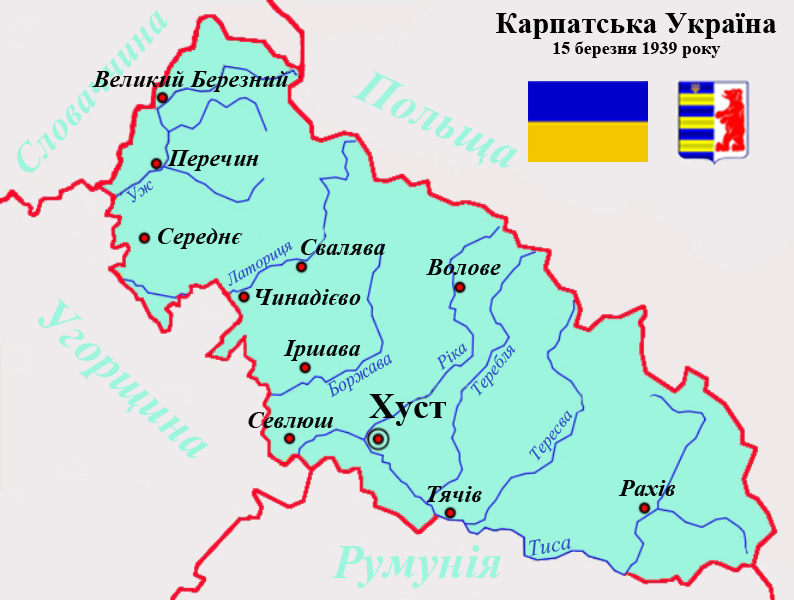 Карпатська Україна
15 березня 1939 року
Словаччина
Великий Березний
Польща
Перечин
Уж
Середнє
Свалява
Латориця
Волове
Чинадієво
Угорщина
Іршава
Боржава
Ріка
Теребля
Севлюш
Хуст
Тересва
Тячів
Рахів
Тиса
Румунія